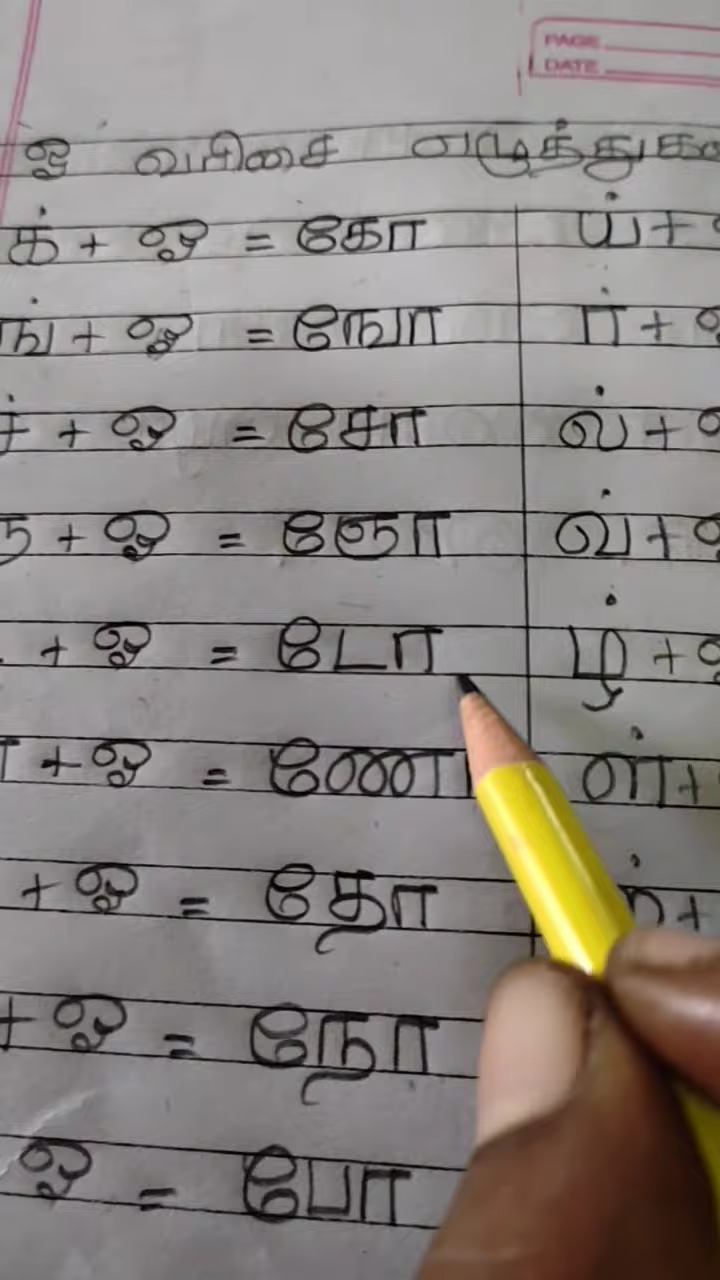 PAGE
DATE
ஓ வரிசை எழுத்துக
க் + ஓ = கோ ய் +
ங் + ஓ = ஙோ ர் +
ச் + ஓ = சோ ல் +
+ ஓ = ஞோ வ் +
+ ஓ = டோ ழ் +
+ ஓ = ணோ ள் +
+ ஓ = தோ ற் +
+ ஓ = நோ
ஓ = போ